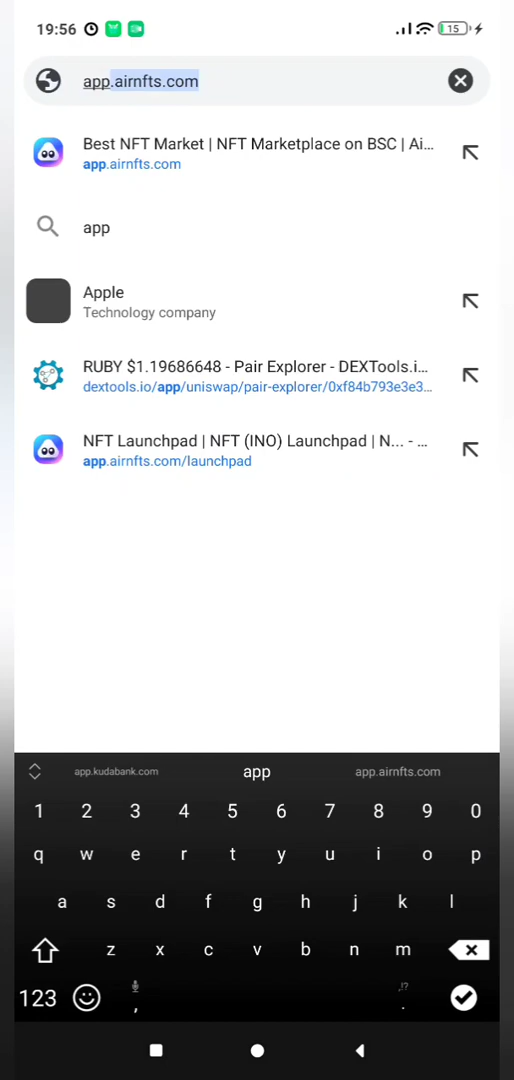 19:56
15
app.airnfts.com
Best NFT Market | NFT Marketplace on BSC | Ai...
app.airnfts.com
app
Apple
Technology company
RUBY $1.19686648 - Pair Explorer - DEXTools.i...
dextools.io/app/uniswap/pair-explorer/0xf84b793e3e3...
NFT Launchpad | NFT (INO) Launchpad | N... - ...
app.airnfts.com/launchpad
app.kudabank.com app app.airnfts.com
1 2 3 4 5 6 7 8 9 0
q w e r t y u i o p
a s d f g h j k l
z x c v b n m
123 , ,!? .